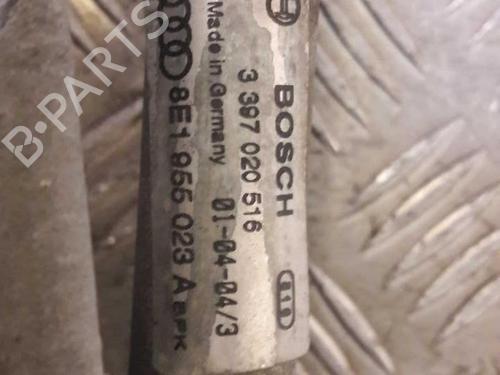 B-PARTS
BOSCH
3 397 020 516
Made in Germany 01-04-04/3
8E1 955 023 A